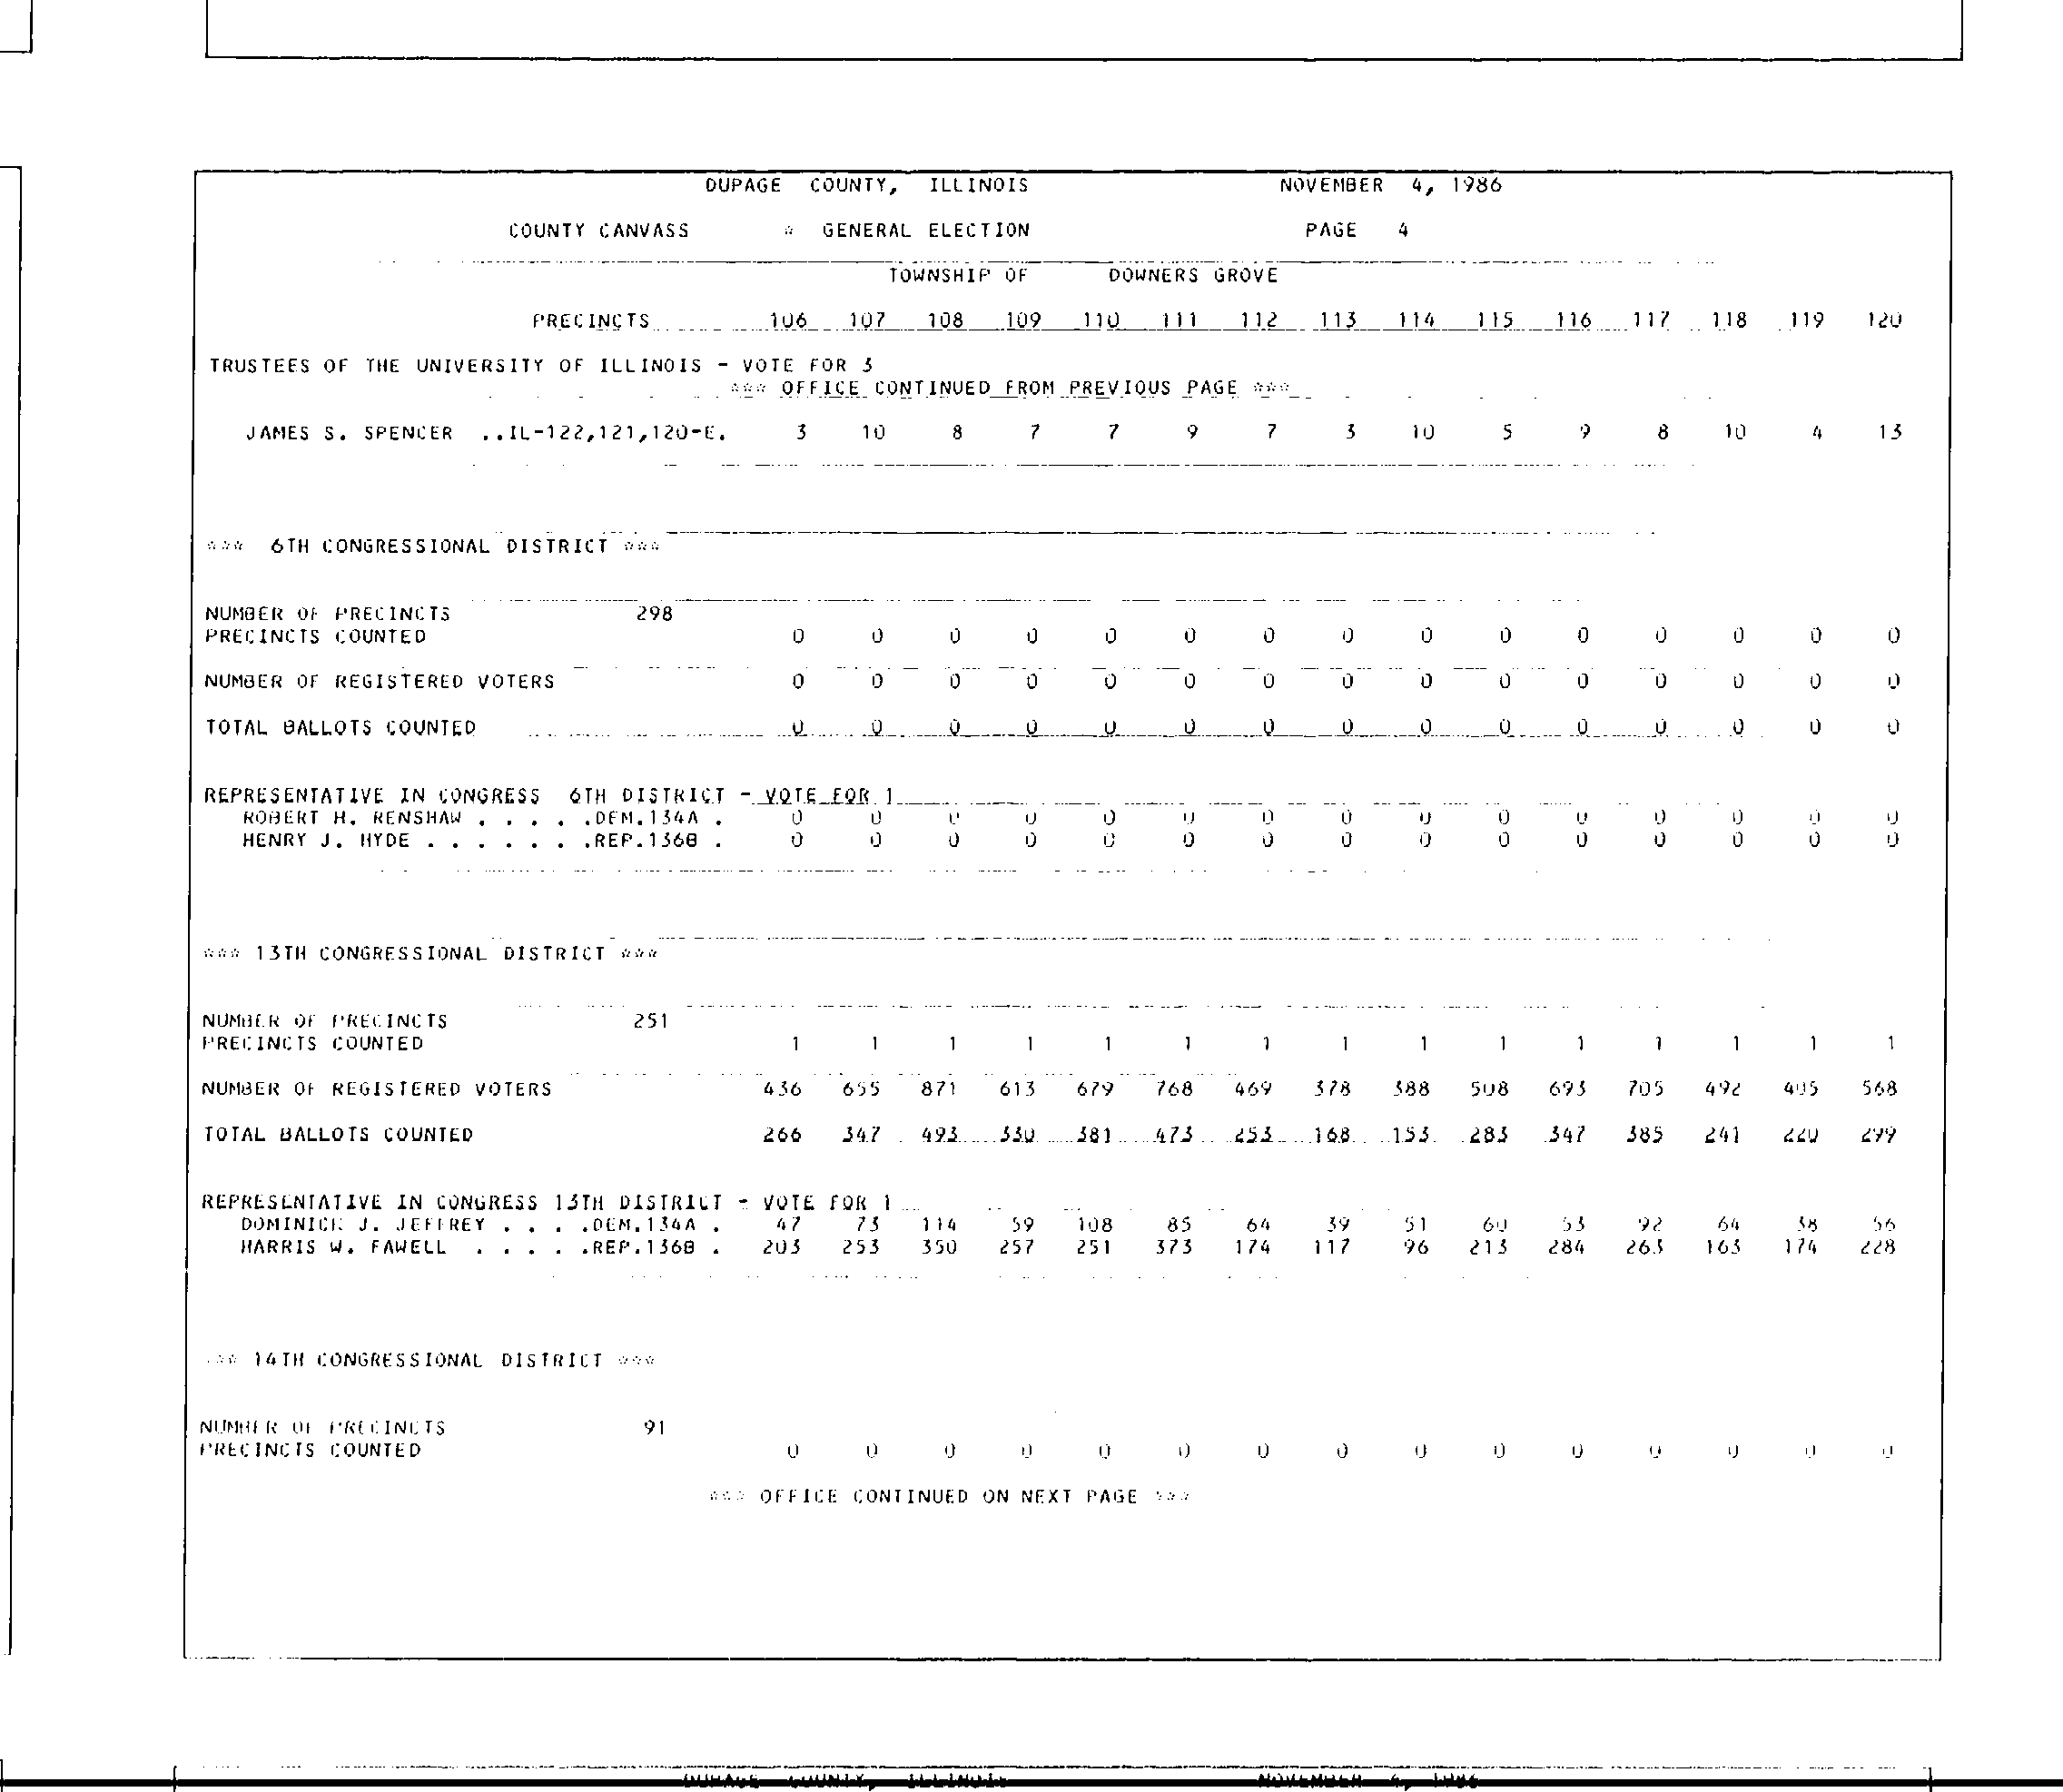 DUPAGE COUNTY, ILLINOIS NOVEMBER 4, 1986
COUNTY CANVASS * GENERAL ELECTION PAGE 4
TOWNSHIP OF DOWNERS GROVE
PRECINCTS 106 107 108 109 110 111 112 113 114 115 116 117 118 119 120
TRUSTEES OF THE UNIVERSITY OF ILLINOIS - VOTE FOR 3
*** OFFICE CONTINUED FROM PREVIOUS PAGE ***
JAMES S. SPENCER ..IL-122,121,120-E. 3 10 8 7 7 9 7 3 10 5 9 8 10 4 13
*** 6TH CONGRESSIONAL DISTRICT ***
NUMBER OF PRECINCTS 298
PRECINCTS COUNTED 0 0 0 0 0 0 0 0 0 0 0 0 0 0 0
NUMBER OF REGISTERED VOTERS 0 0 0 0 0 0 0 0 0 0 0 0 0 0 0
TOTAL BALLOTS COUNTED 0 0 0 0 0 0 0 0 0 0 0 0 0 0 0
REPRESENTATIVE IN CONGRESS 6TH DISTRICT - VOTE FOR 1
ROBERT H. RENSHAW . . . . .DEM.134A . 0 0 0 0 0 0 0 0 0 0 0 0 0 0 0
HENRY J. HYDE . . . . . . .REP.136B . 0 0 0 0 0 0 0 0 0 0 0 0 0 0 0
*** 13TH CONGRESSIONAL DISTRICT ***
NUMBER OF PRECINCTS 251
PRECINCTS COUNTED 1 1 1 1 1 1 1 1 1 1 1 1 1 1 1
NUMBER OF REGISTERED VOTERS 436 655 871 613 679 768 469 378 388 508 693 705 492 405 568
TOTAL BALLOTS COUNTED 266 347 493 330 381 473 253 168 153 283 347 385 241 220 299
REPRESENTATIVE IN CONGRESS 13TH DISTRICT - VOTE FOR 1
DOMINICK J. JEFFREY . . . .DEM.134A . 47 73 114 59 108 85 64 39 51 60 53 92 64 38 56
HARRIS W. FAWELL . . . . .REP.136B . 203 253 350 257 251 373 174 117 96 213 284 263 163 174 228
*** 14TH CONGRESSIONAL DISTRICT ***
NUMBER OF PRECINCTS 91
PRECINCTS COUNTED 0 0 0 0 0 0 0 0 0 0 0 0 0 0 0
*** OFFICE CONTINUED ON NEXT PAGE ***
DUPAGE COUNTY, ILLINOIS NOVEMBER 4, 1986